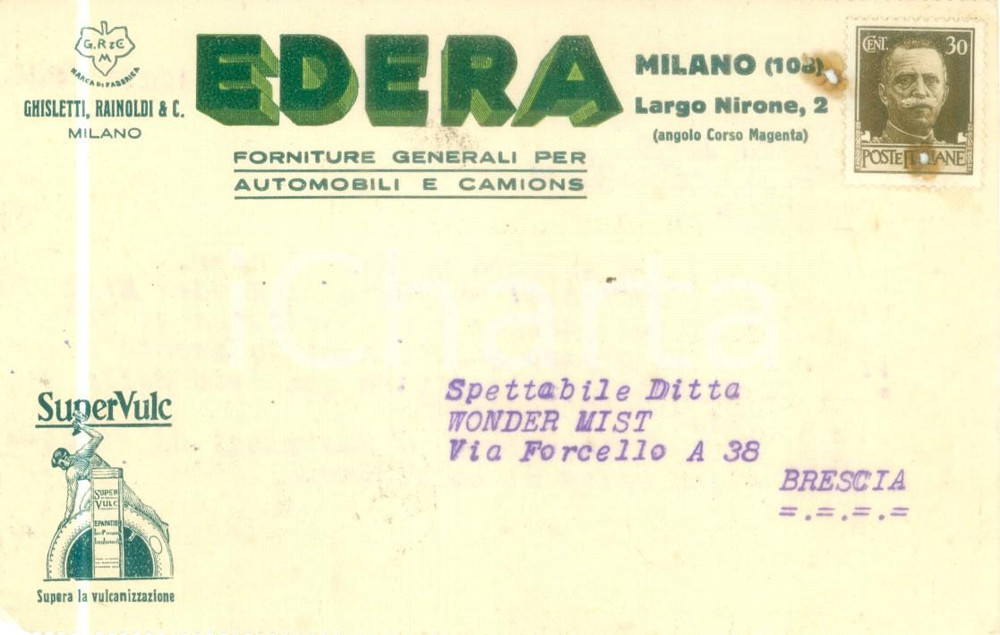 G.R & C
M
MARCA DI FABBRICA
GHISLETTI, RAINOLDI & C.
MILANO
EDERA
FORNITURE GENERALI PER
AUTOMOBILI E CAMIONS
MILANO (108)
Largo Nirone, 2
(angolo Corso Magenta)
CENT. 30
POSTE ITALIANE
iCharta
Spettabile Ditta
WONDER MIST
Via Forcello A 38
BRESCIA
=.=.=.=
SuperVulc
SUPER
VULC
Supera la vulcanizzazione